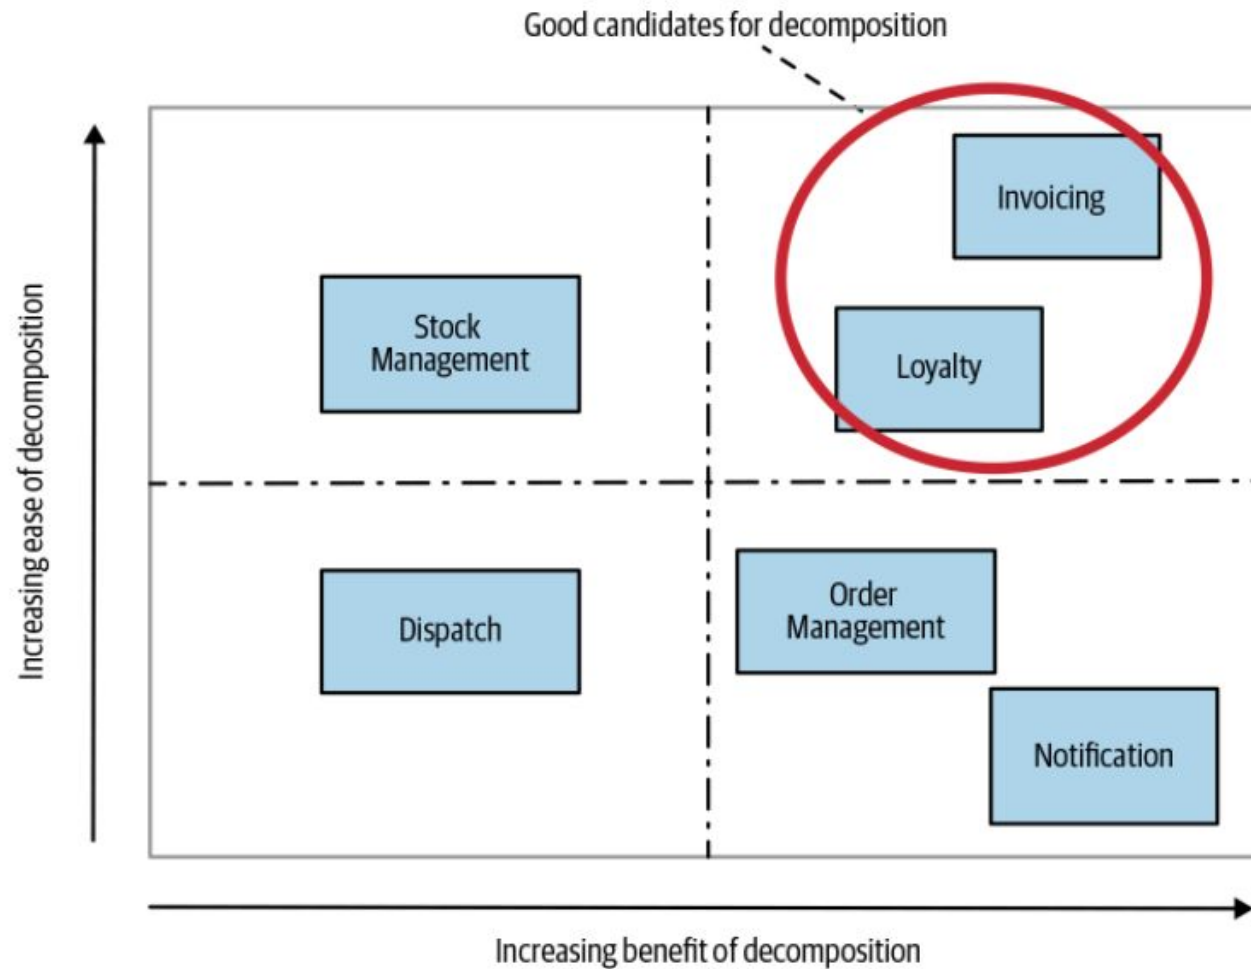 Good candidates for decomposition
Invoicing
Stock
Management
Loyalty
Increasing ease of decomposition
Order
Management
Dispatch
Notification
Increasing benefit of decomposition